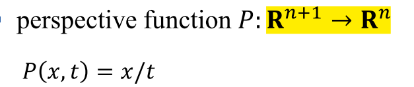 perspective function P: Rⁿ⁺¹ → Rⁿ
P(x, t) = x/t